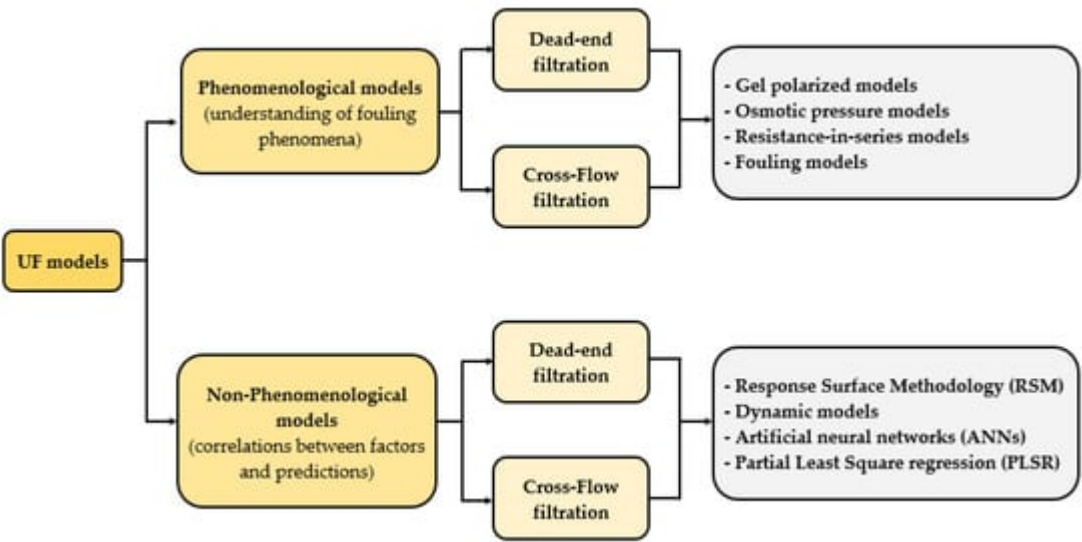 UF models
Phenomenological models
(understanding of fouling
phenomena)
Dead-end
filtration
Cross-Flow
filtration
- Gel polarized models
- Osmotic pressure models
- Resistance-in-series models
- Fouling models
Non-Phenomenological
models
(correlations between factors
and predictions)
Dead-end
filtration
Cross-Flow
filtration
- Response Surface Methodology (RSM)
- Dynamic models
- Artificial neural networks (ANNs)
- Partial Least Square regression (PLSR)